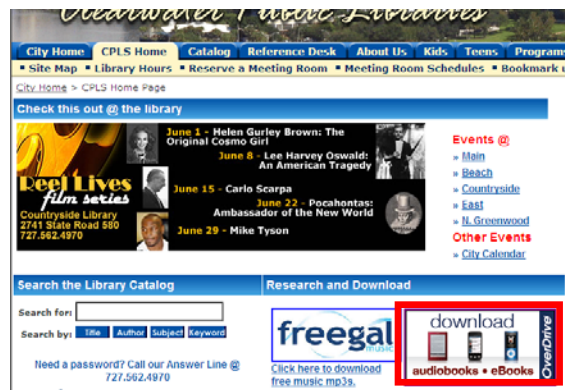 Clearwater Public Libraries
City Home CPLS Home Catalog Reference Desk About Us Kids Teens Programs
Site Map Library Hours Reserve a Meeting Room Meeting Room Schedules Bookmark
City Home > CPLS Home Page
Check this out @ the library
June 1 - Helen
Gurley Brown: The
Original Cosmo
Girl
June 8 - Lee Harvey Oswald:
An American Tragedy
Reel Lives
film series
June 15 - Carlo Scarpa
June 22 - Pocahontas:
Ambassador of the New World
Countryside Library
2741 State Road 580
727.562.4970
June 29 - Mike Tyson
Events @
» Main
» Beach
» Countryside
» East
» N. Greenwood
Other Events
» City Calendar
Search the Library Catalog
Search for:
Search by: Title Author Subject Keyword
Need a password? Call our Answer Line @
727.562.4970
Research and Download
freegal
music
Click here to download
free music mp3s.
download
audiobooks • eBooks
OverDrive